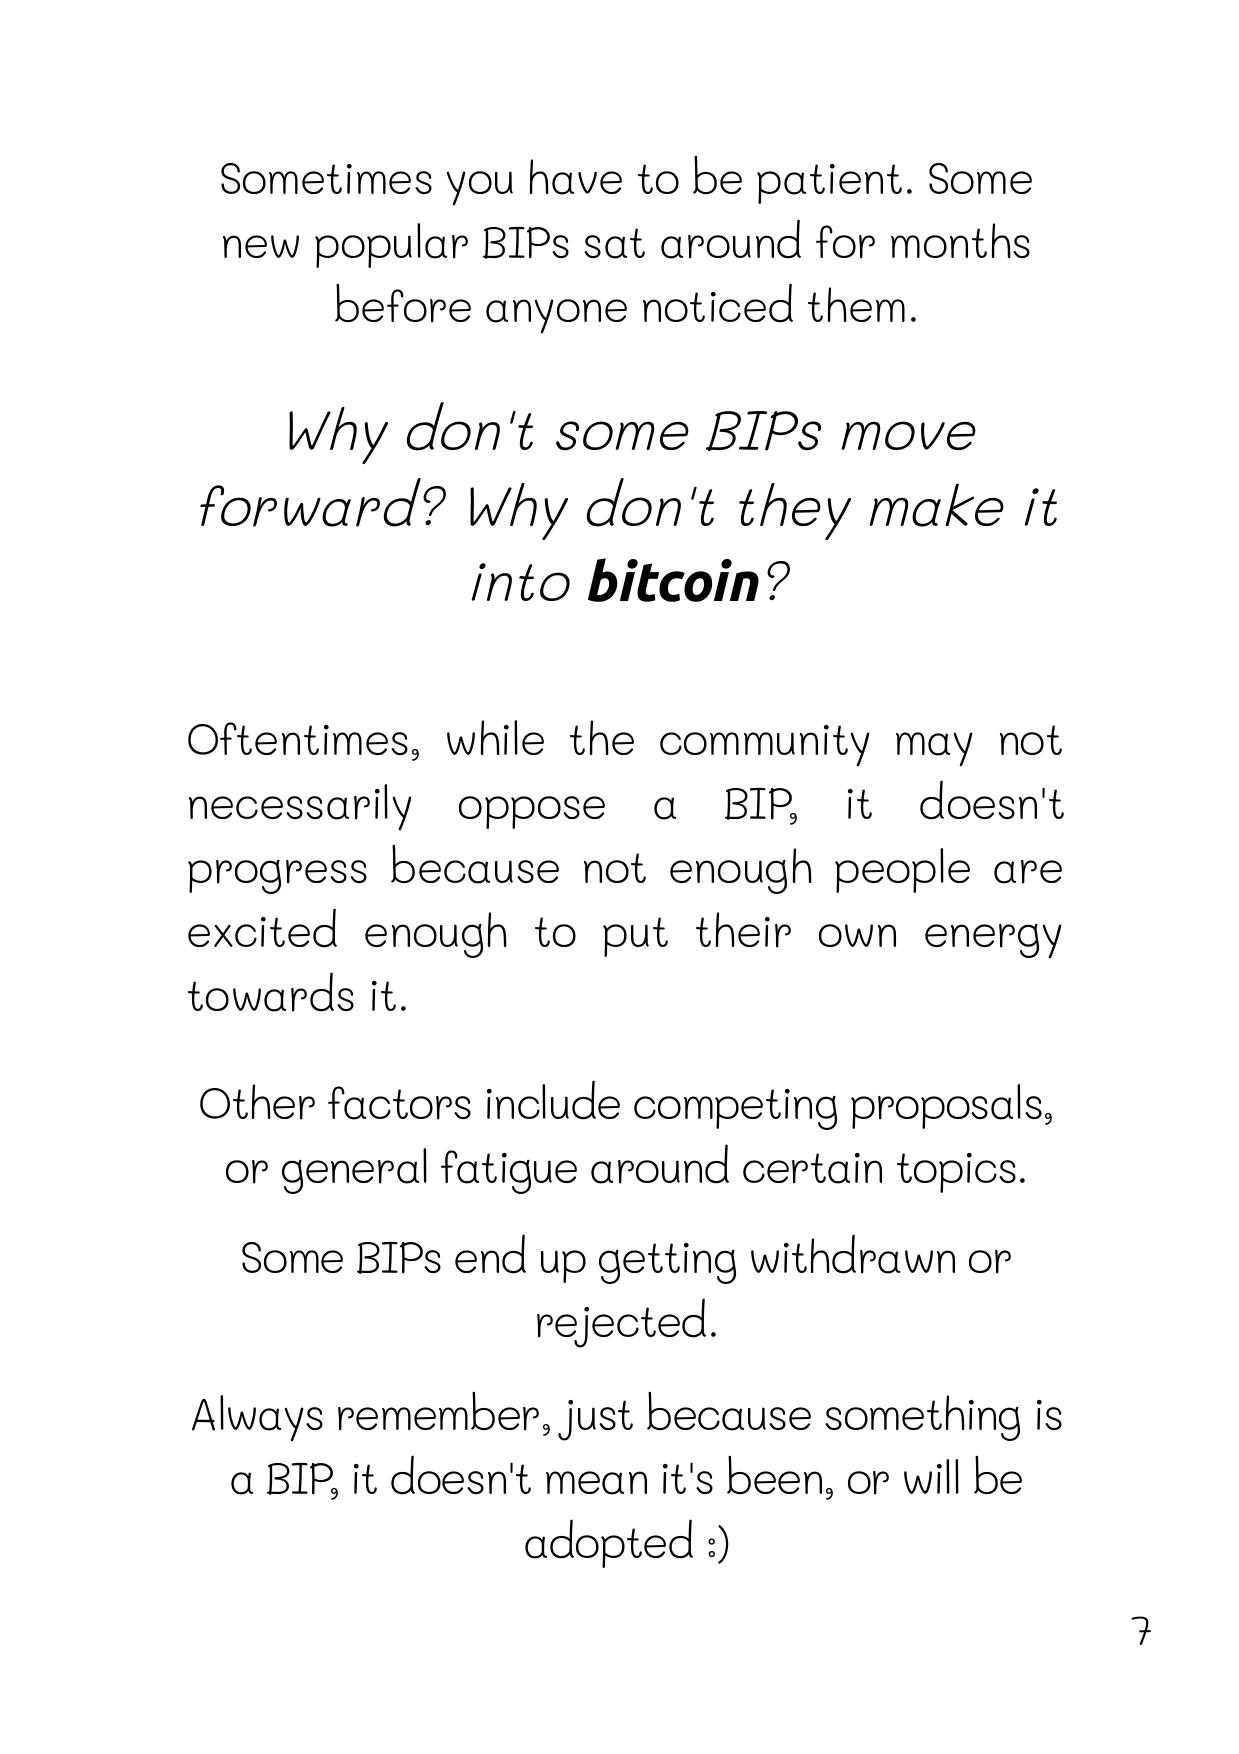 Sometimes you have to be patient. Some
new popular BIPs sat around for months
before anyone noticed them.
Why don't some BIPs move
forward? Why don't they make it
into bitcoin?
Oftentimes, while the community may not
necessarily oppose a BIP, it doesn't
progress because not enough people are
excited enough to put their own energy
towards it.
Other factors include competing proposals,
or general fatigue around certain topics.
Some BIPs end up getting withdrawn or
rejected.
Always remember, just because something is
a BIP, it doesn't mean it's been, or will be
adopted :)
7